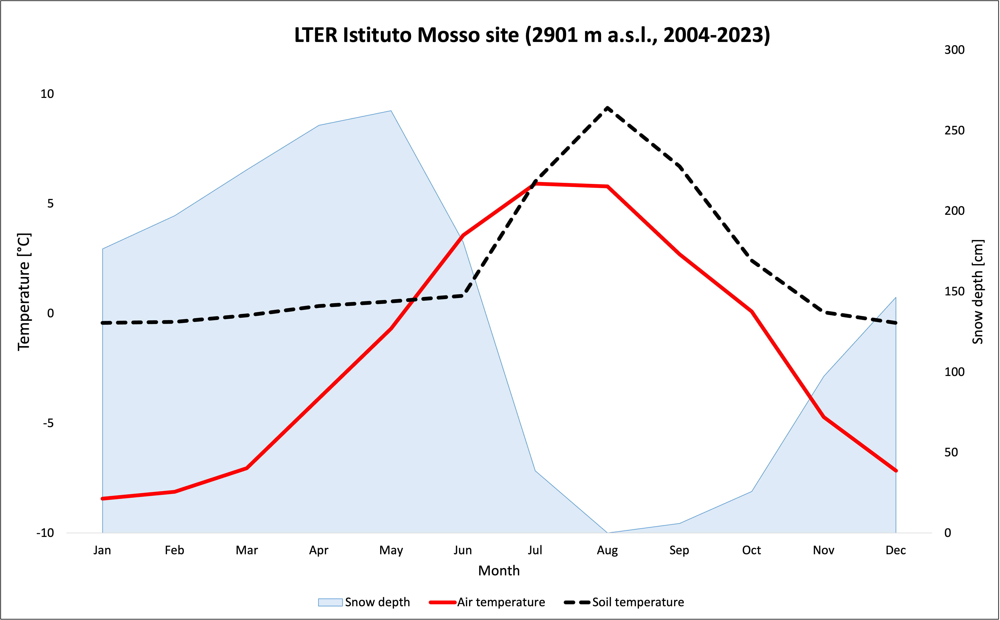 LTER Istituto Mosso site (2901 m a.s.l., 2004-2023)
300
10
250
5
200
Temperature [°C]
Snow depth [cm]
150
0
100
-5
50
-10
0
Jan Feb Mar Apr May Jun Jul Aug Sep Oct Nov Dec
Month
Snow depth Air temperature Soil temperature